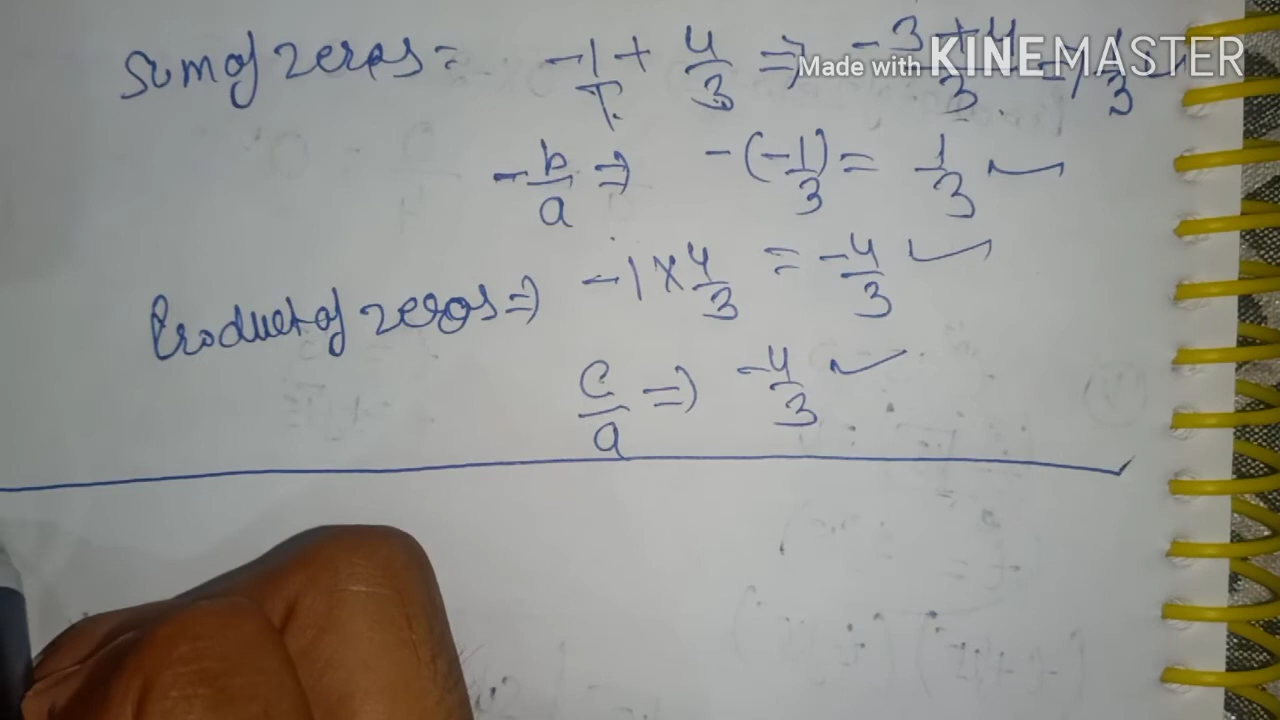 Sum of zeros = -1/1 + 4/3 ⇒ -3+4/3 ⇒ 1/3 ✓
Made with KINEMASTER
-b/a ⇒ -(-1/3) = 1/3 ✓
Product of zeros ⇒ -1 × 4/3 = -4/3 ✓
c/a ⇒ -4/3 ✓